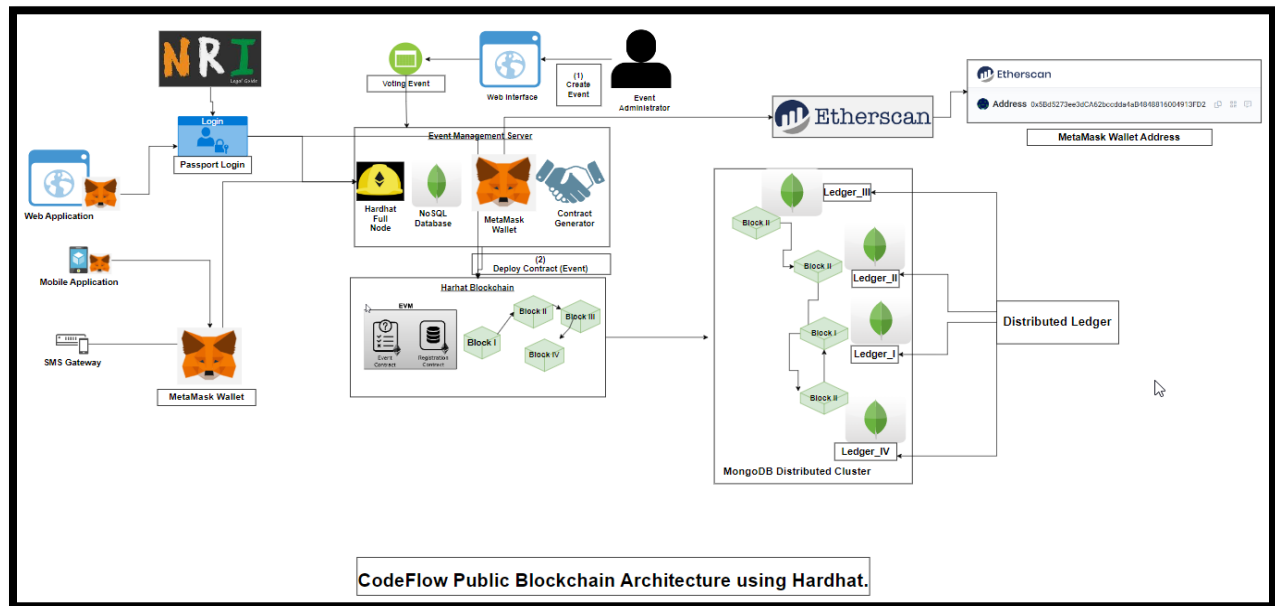 NRI
Legal Guide
Login
Passport Login
Web Application
Mobile Application
SMS Gateway
MetaMask Wallet
Voting Event
Web Interface
(1)
Create
Event
Event
Administrator
Event Management Server
Hardhat
Full
Node
NoSQL
Database
MetaMask
Wallet
Contract
Generator
(2)
Deploy Contract (Event)
Harhat Blockchain
EVM
Event
Contract
Registration
Contract
Block I
Block II
Block III
Block IV
Etherscan
Etherscan
Address 0x5Bd5273ee3dCA62bccdda4aB4848816004913FD2
MetaMask Wallet Address
Ledger_III
Block II
Ledger_II
Block II
Ledger_I
Block I
Block II
Ledger_IV
MongoDB Distributed Cluster
Distributed Ledger
CodeFlow Public Blockchain Architecture using Hardhat.